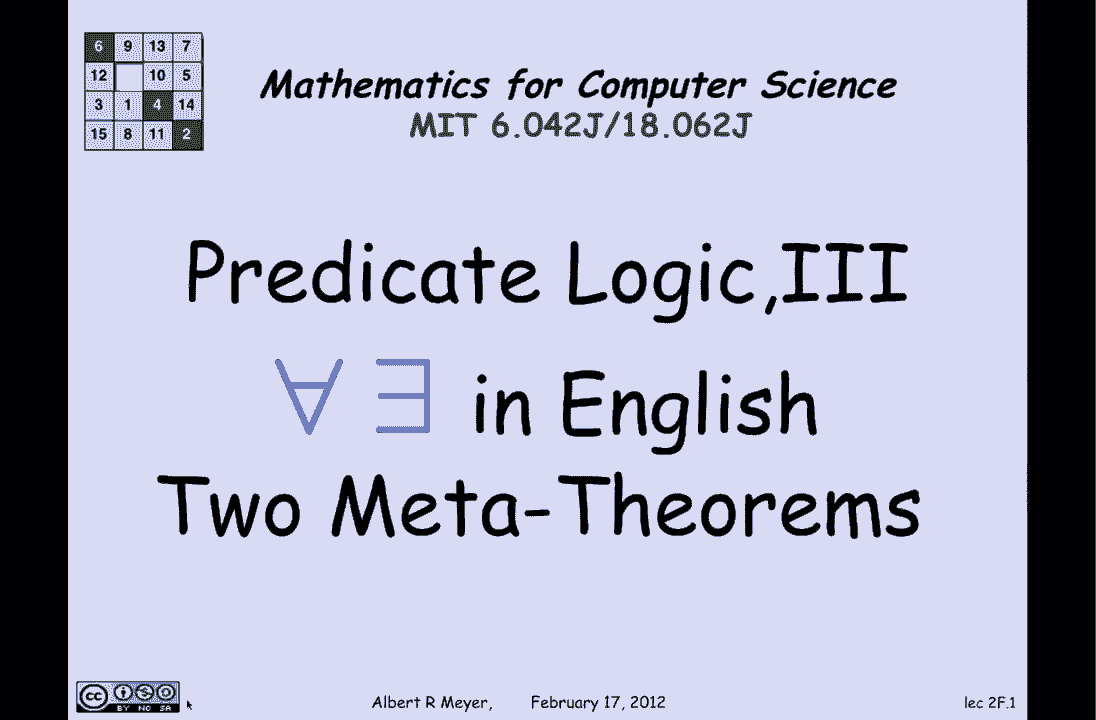 6 9 13 7
12 10 5
3 1 4 14
15 8 11 2
Mathematics for Computer Science
MIT 6.042J/18.062J
Predicate Logic,III
∀ ∃ in English
Two Meta-Theorems
cc
BY NC SA
Albert R Meyer, February 17, 2012
lec 2F.1